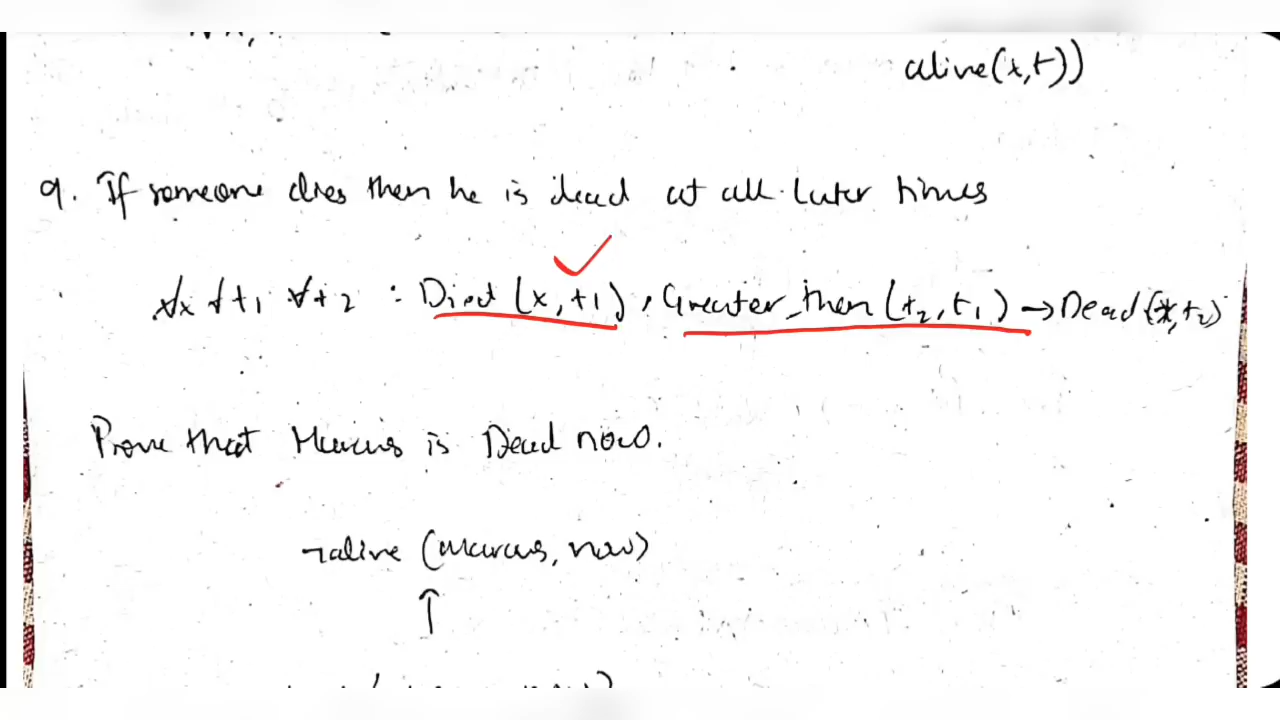 alive(x,t))
9. If someone dies then he is dead at all later times
∀x ∀t1 ∀t2 : Died (x, t1), Greater_then (t2, t1) → Dead(x, t2)
Prove that Marcus is Dead now.
¬alive (marcus, now)
↑